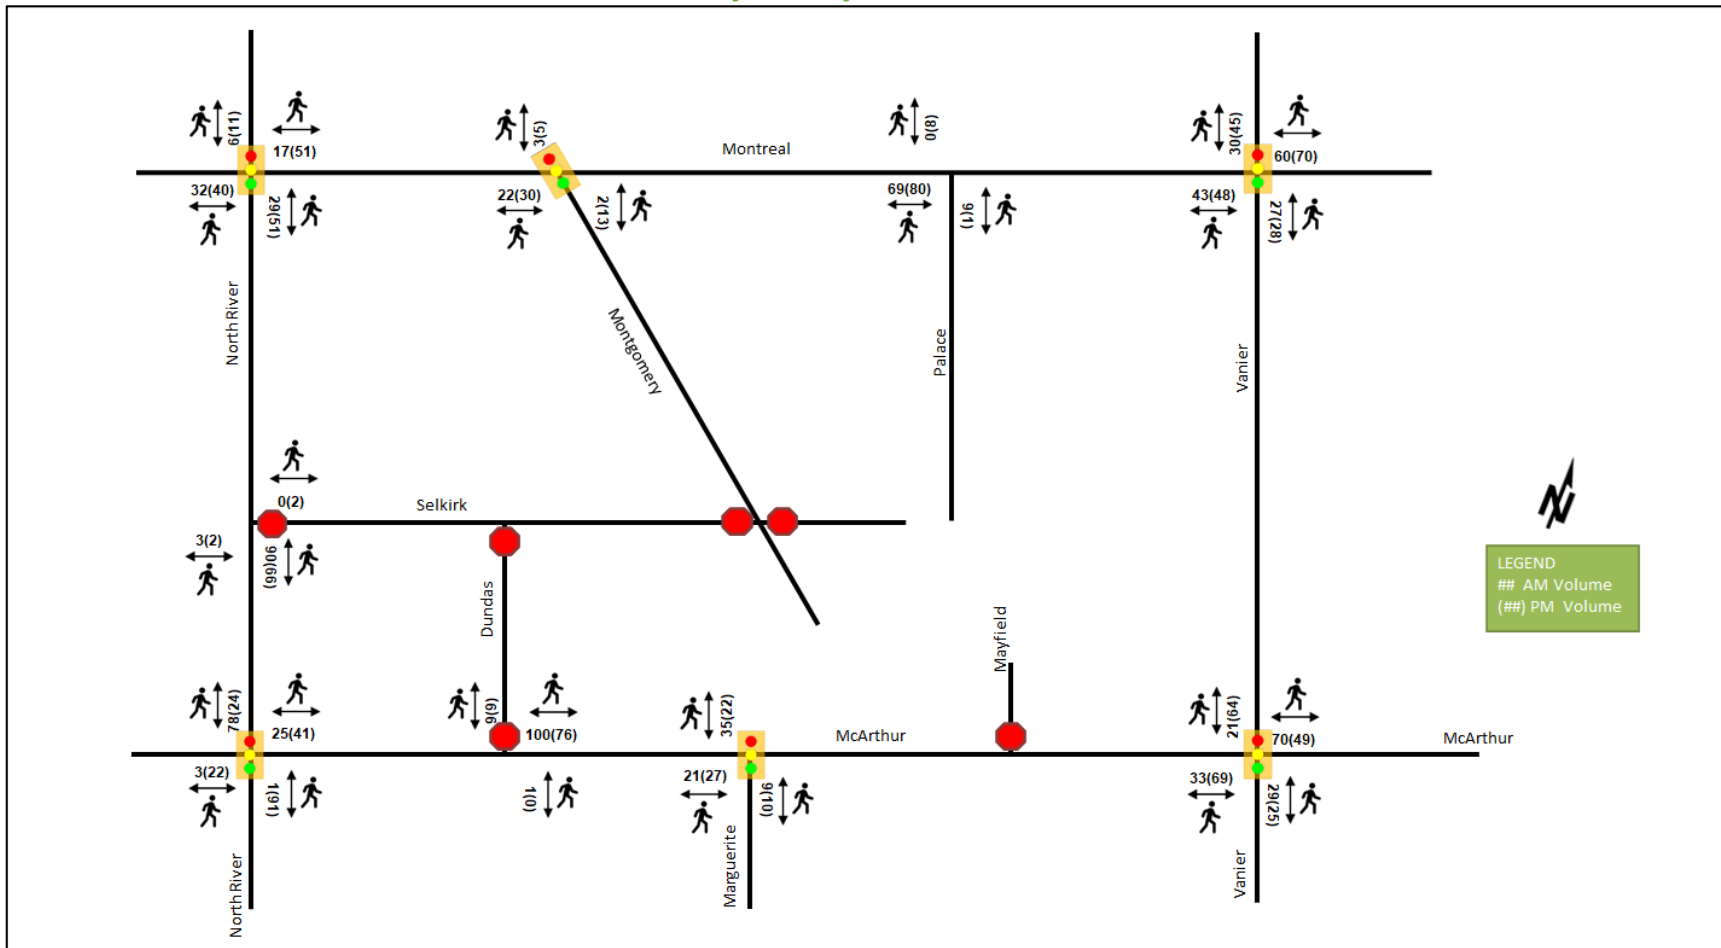 6(11)
17(51)
3(5)
Montreal
0(8)
30(45)
60(70)
32(40)
29(51)
22(30)
2(13)
69(80)
9(1)
43(48)
27(28)
North River
Montgomery
Palace
Vanier
0(2)
Selkirk
3(2)
90(66)
Dundas
Mayfield
LEGEND
## AM Volume
(##) PM Volume
78(24)
25(41)
9(9)
100(76)
35(22)
McArthur
21(64)
70(49)
McArthur
3(22)
1(91)
1(0)
21(27)
9(10)
33(69)
29(25)
North River
Marguerite
Vanier